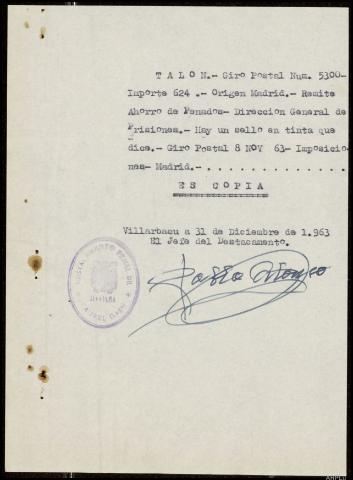 T A L O N.- Giro Postal Num. 5300-
Importe 624 .- Origen Madrid.- Remite
Ahorro de Penados- Direccion General de
Prisiones.- Hay un sello en tinta que
dice.- Giro Postal 8 NOV 63- Imposicio-
nes- Madrid.- . . . . . . . . . . . . . .
ES COPIA
Villarbacu a 31 de Diciembre de 1.963
El Jefe del Destacamento.